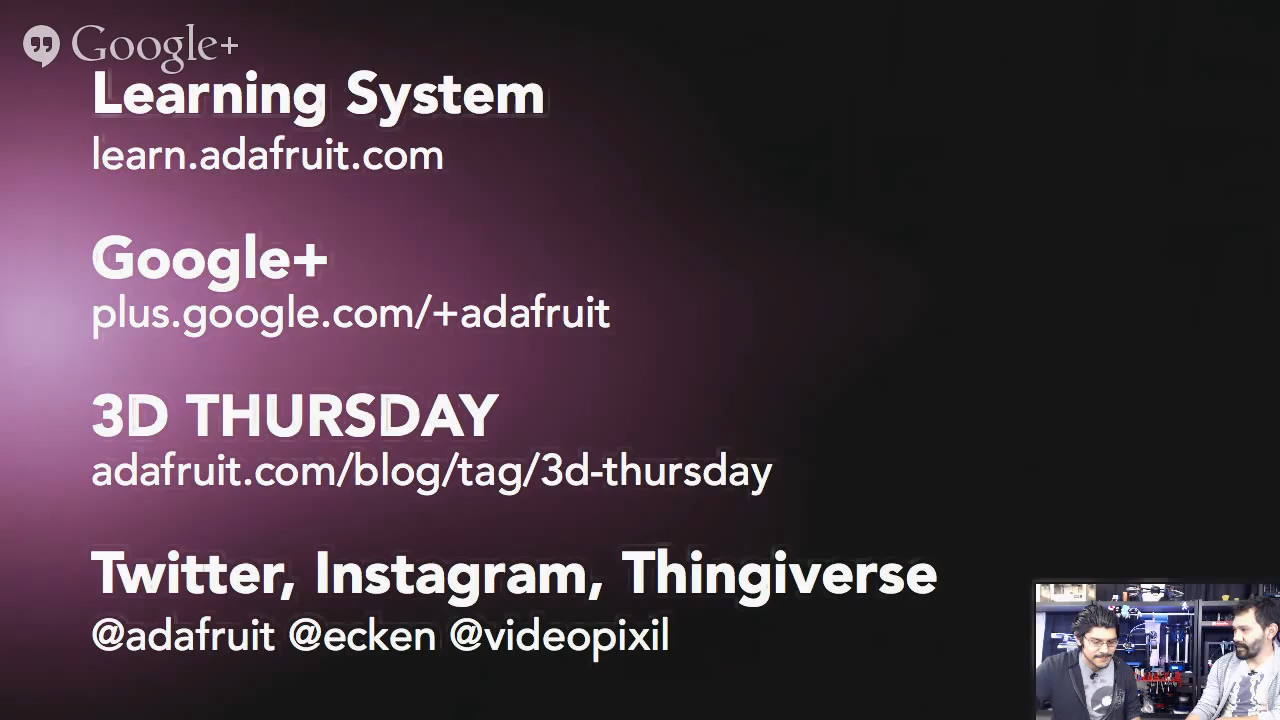 Google+
Learning System
learn.adafruit.com
Google+
plus.google.com/+adafruit
3D THURSDAY
adafruit.com/blog/tag/3d-thursday
Twitter, Instagram, Thingiverse
@adafruit @ecken @videopixil